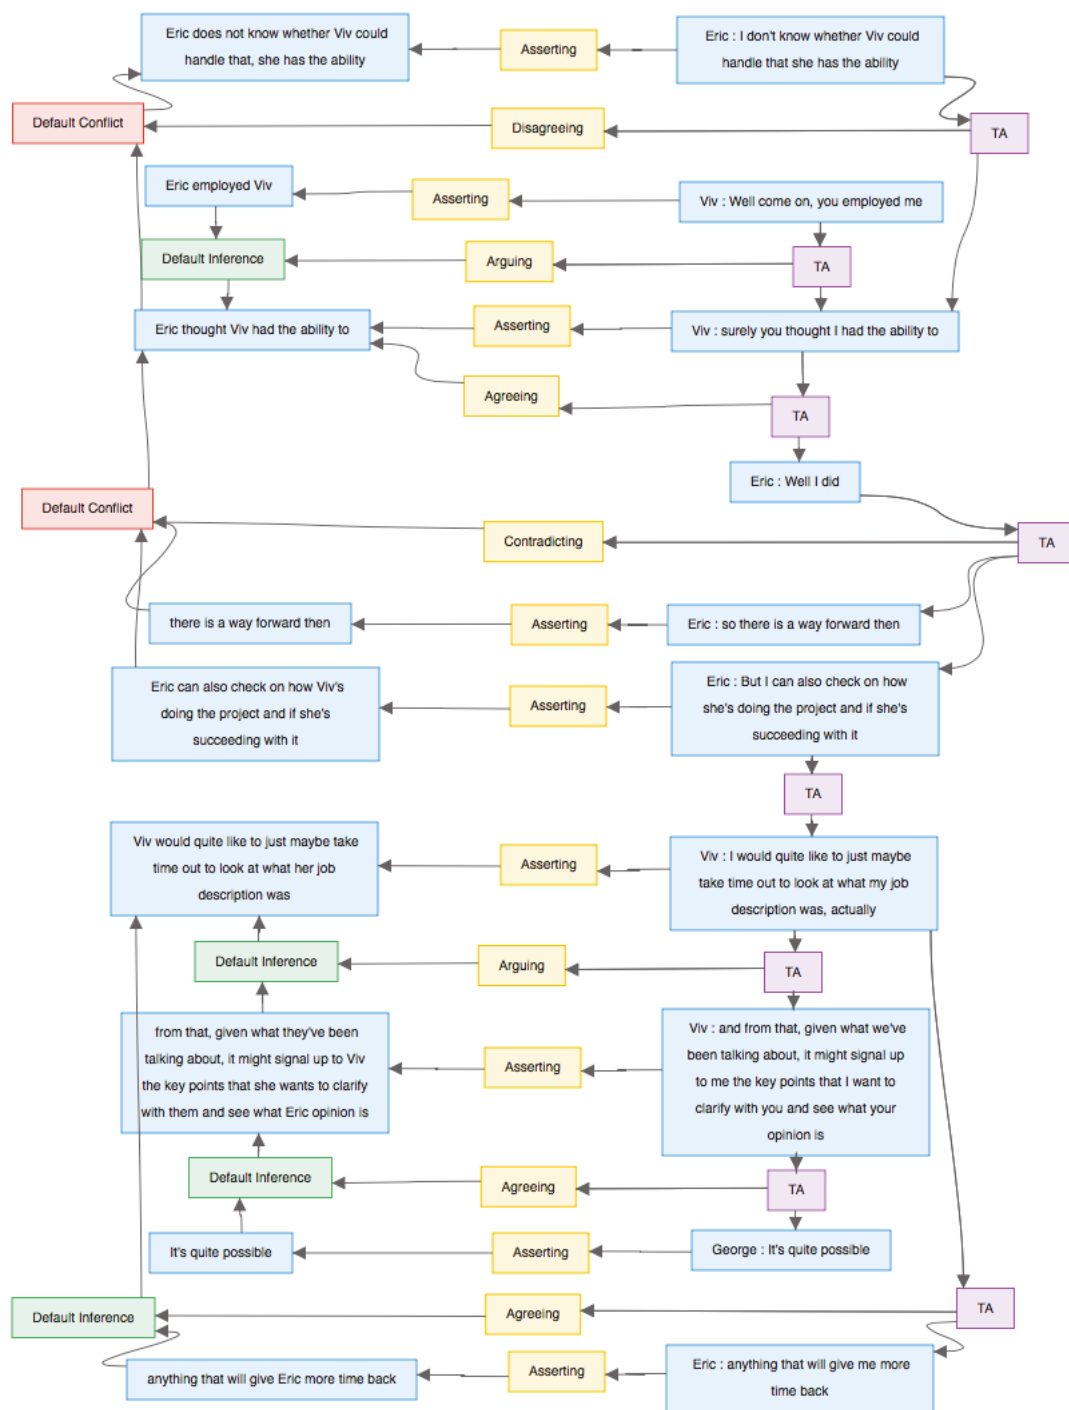 Eric does not know whether Viv could
handle that, she has the ability
Asserting
Eric : I don't know whether Viv could
handle that she has the ability
Default Conflict
Disagreeing
TA
Eric employed Viv
Asserting
Viv : Well come on, you employed me
Default Inference
Arguing
TA
Eric thought Viv had the ability to
Asserting
Viv : surely you thought I had the ability to
Agreeing
TA
Eric : Well I did
Default Conflict
Contradicting
TA
there is a way forward then
Asserting
Eric : so there is a way forward then
Eric can also check on how Viv's
doing the project and if she's
succeeding with it
Asserting
Eric : But I can also check on how
she's doing the project and if she's
succeeding with it
TA
Viv would quite like to just maybe take
time out to look at what her job
description was
Asserting
Viv : I would quite like to just maybe
take time out to look at what my job
description was, actually
Default Inference
Arguing
TA
from that, given what they've been
talking about, it might signal up to Viv
the key points that she wants to clarify
with them and see what Eric opinion is
Asserting
Viv : and from that, given what we've
been talking about, it might signal up
to me the key points that I want to
clarify with you and see what your
opinion is
Default Inference
Agreeing
TA
It's quite possible
Asserting
George : It's quite possible
Default Inference
Agreeing
TA
anything that will give Eric more time back
Asserting
Eric : anything that will give me more
time back